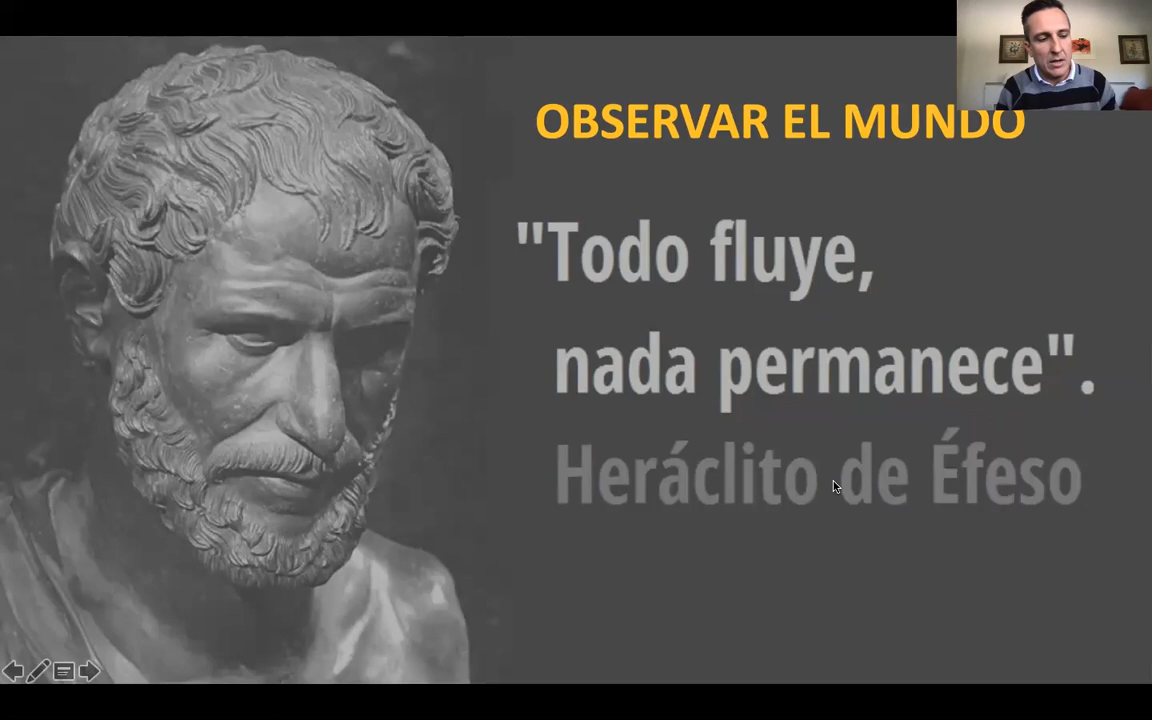 OBSERVAR EL MUNDO
"Todo fluye,
nada permanece".
Heráclito de Éfeso